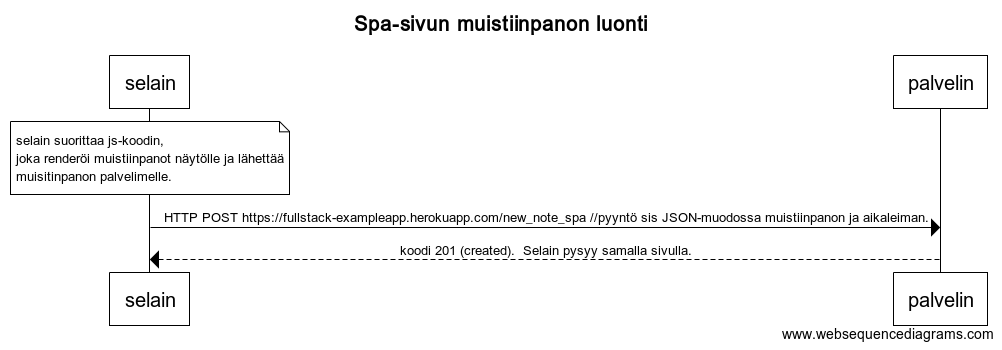 Spa-sivun muistiinpanon luonti
selain
palvelin
selain suorittaa js-koodin,
joka renderöi muistiinpanot näytölle ja lähettää
muisitinpanon palvelimelle.
HTTP POST https://fullstack-exampleapp.herokuapp.com/new_note_spa //pyyntö sis JSON-muodossa muistiinpanon ja aikaleiman.
koodi 201 (created).  Selain pysyy samalla sivulla.
selain
palvelin
www.websequencediagrams.com